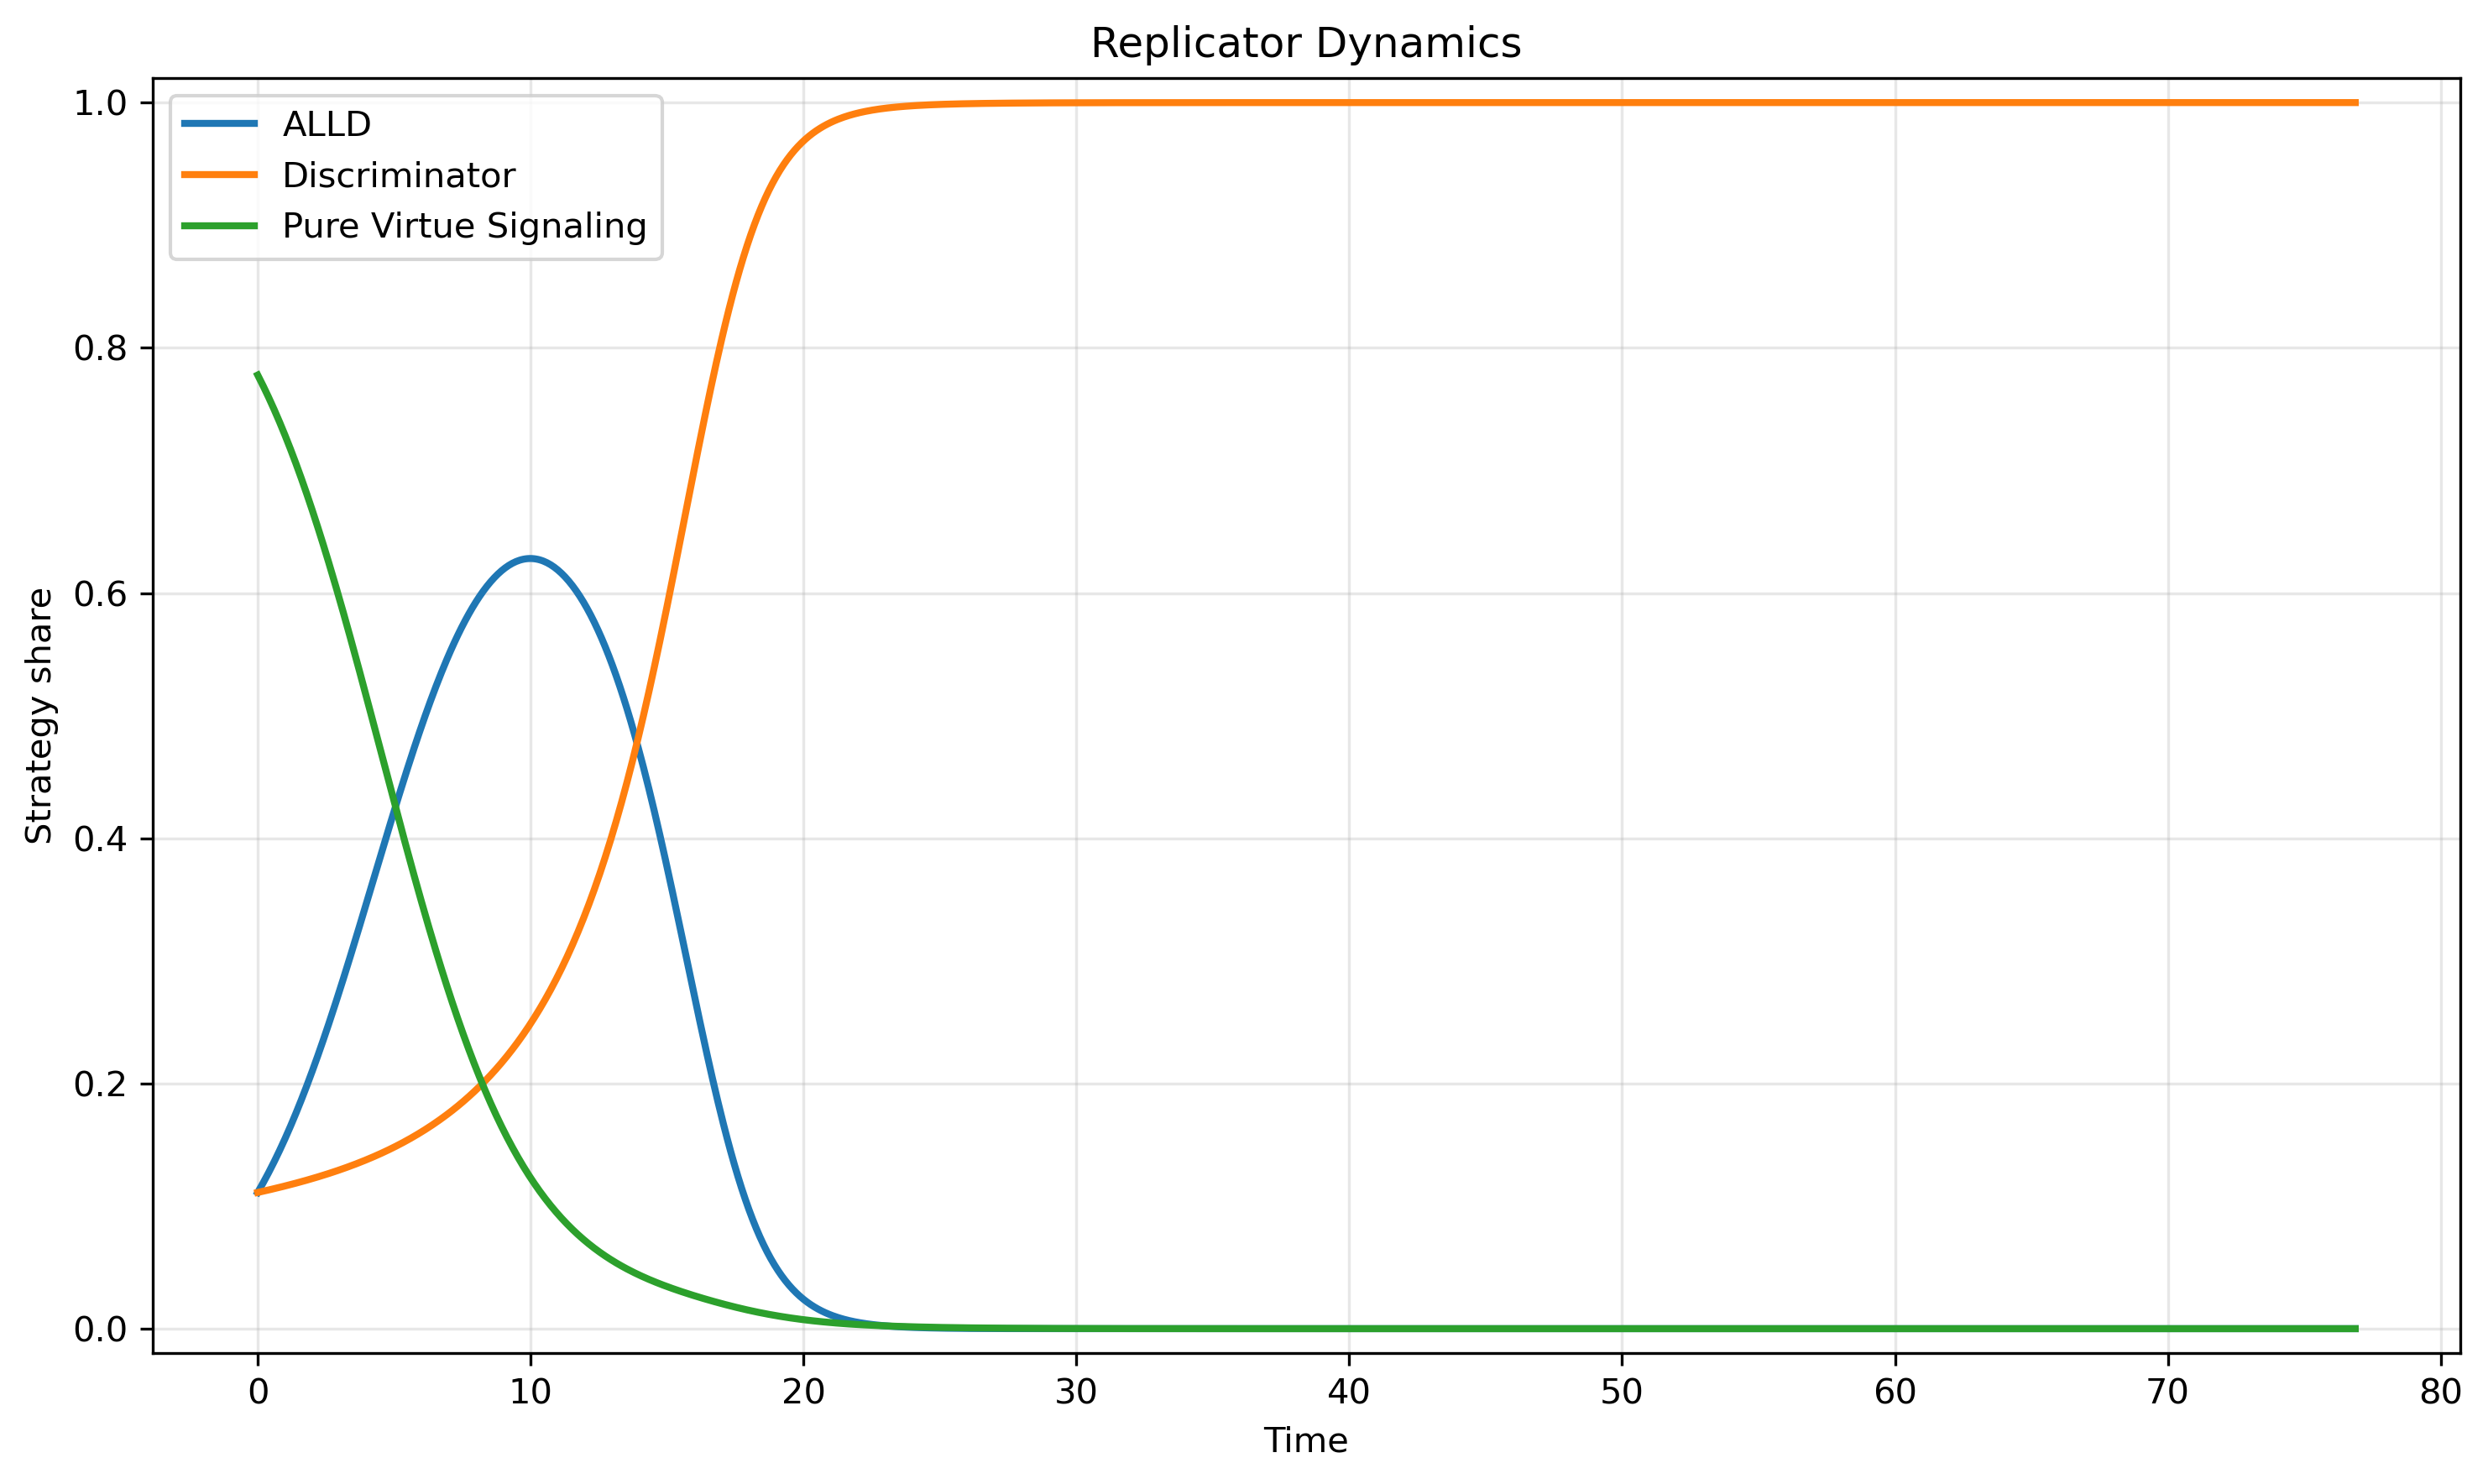 Replicator Dynamics
ALLD
Discriminator
Pure Virtue Signaling
Strategy share
1.0
0.8
0.6
0.4
0.2
0.0
0 10 20 30 40 50 60 70 80
Time